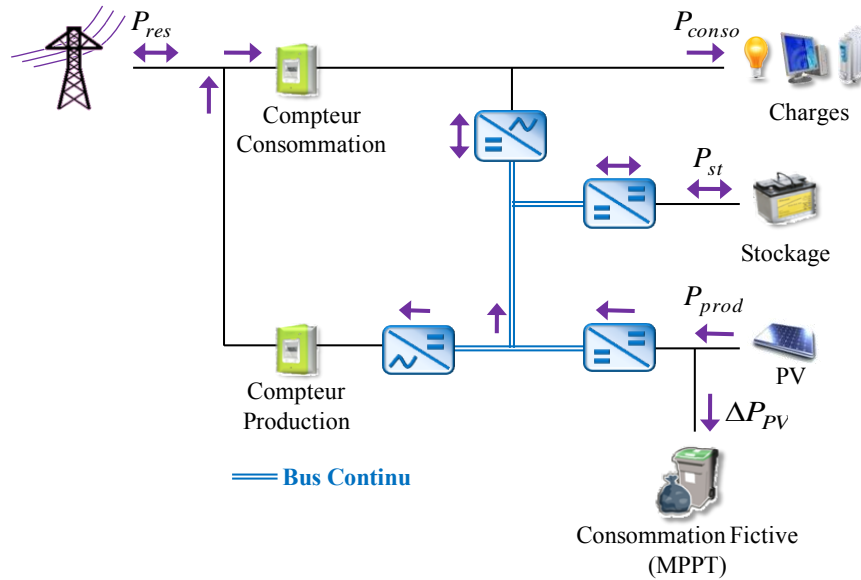 P_res
P_conso
Compteur
Consommation
Charges
P_st
Stockage
P_prod
PV
Compteur
Production
ΔP_PV
Bus Continu
Consommation Fictive
(MPPT)